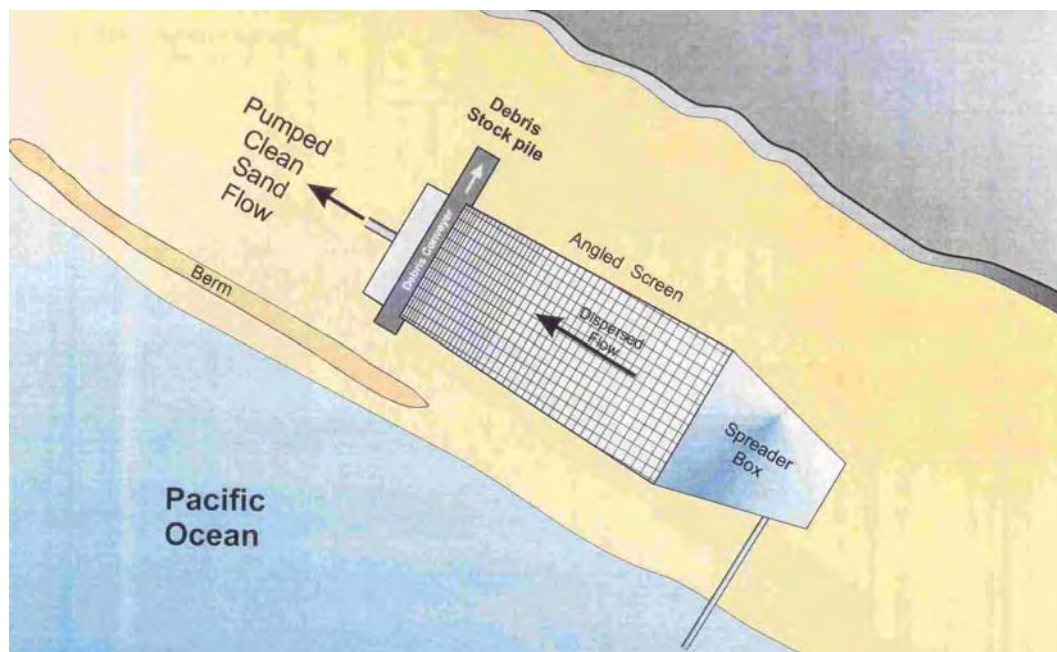 Pumped
Clean
Sand
Flow
Debris
Stock pile
Debris Conveyor
Angled Screen
Dispersed
Flow
Spreader
Box
Berm
Pacific
Ocean